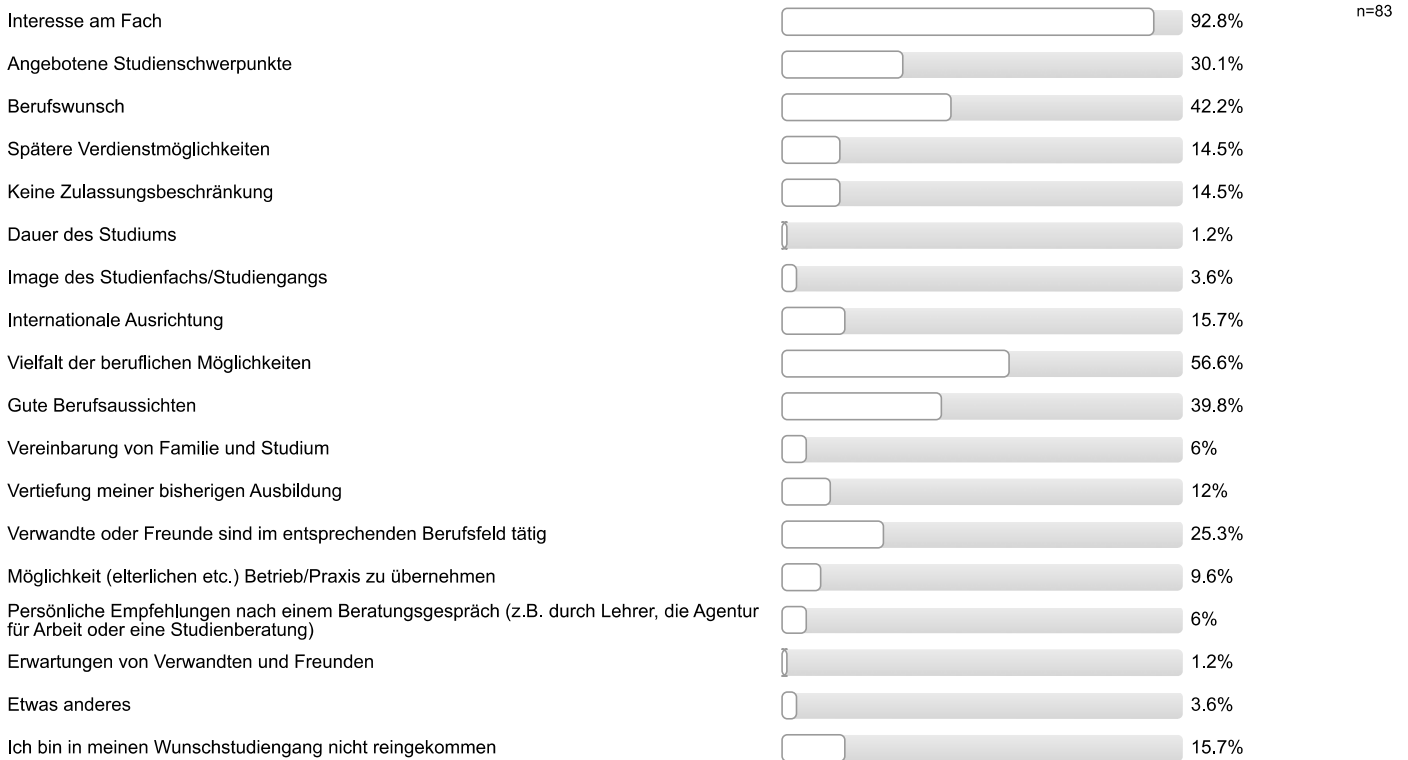 Interesse am Fach 92.8% n=83
Angebotene Studienschwerpunkte 30.1%
Berufswunsch 42.2%
Spätere Verdienstmöglichkeiten 14.5%
Keine Zulassungsbeschränkung 14.5%
Dauer des Studiums 1.2%
Image des Studienfachs/Studiengangs 3.6%
Internationale Ausrichtung 15.7%
Vielfalt der beruflichen Möglichkeiten 56.6%
Gute Berufsaussichten 39.8%
Vereinbarung von Familie und Studium 6%
Vertiefung meiner bisherigen Ausbildung 12%
Verwandte oder Freunde sind im entsprechenden Berufsfeld tätig 25.3%
Möglichkeit (elterlichen etc.) Betrieb/Praxis zu übernehmen 9.6%
Persönliche Empfehlungen nach einem Beratungsgespräch (z.B. durch Lehrer, die Agentur
für Arbeit oder eine Studienberatung) 6%
Erwartungen von Verwandten und Freunden 1.2%
Etwas anderes 3.6%
Ich bin in meinen Wunschstudiengang nicht reingekommen 15.7%